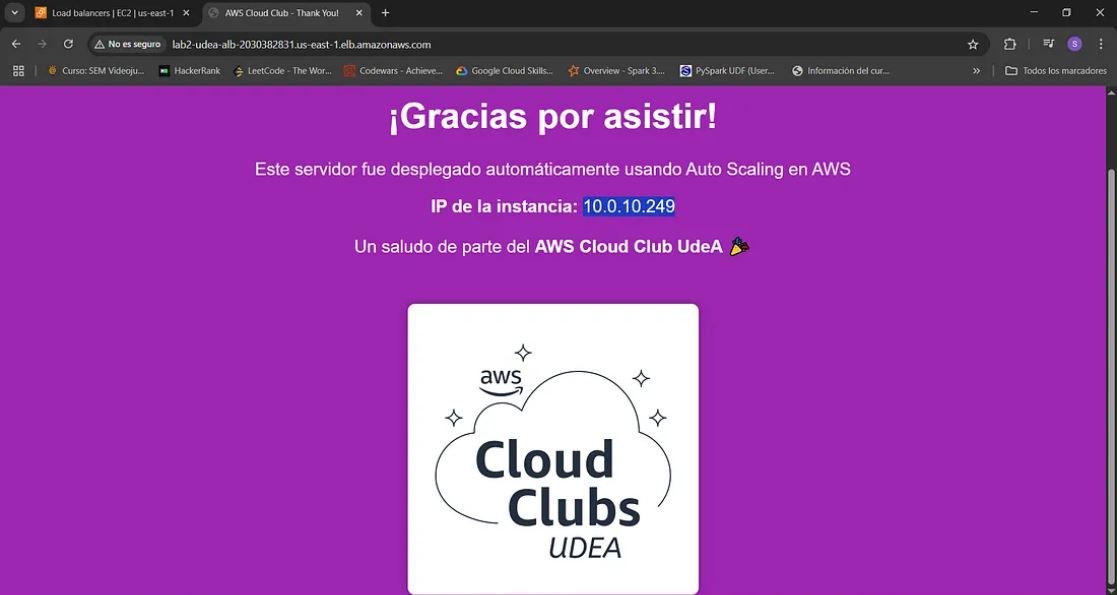 Load balancers | EC2 | us-east-1
AWS Cloud Club - Thank You!
No es seguro
lab2-udea-alb-2030382831.us-east-1.elb.amazonaws.com
S
Curso: SEM Videoju...
HackerRank
LeetCode - The Wor...
Codewars - Achieve...
Google Cloud Skills...
Overview - Spark 3....
PySpark UDF (User...
Información del cur...
»
Todos los marcadores
¡Gracias por asistir!
Este servidor fue desplegado automáticamente usando Auto Scaling en AWS
IP de la instancia: 10.0.10.249
Un saludo de parte del AWS Cloud Club UdeA 🎉
aws
Cloud
Clubs
UDEA